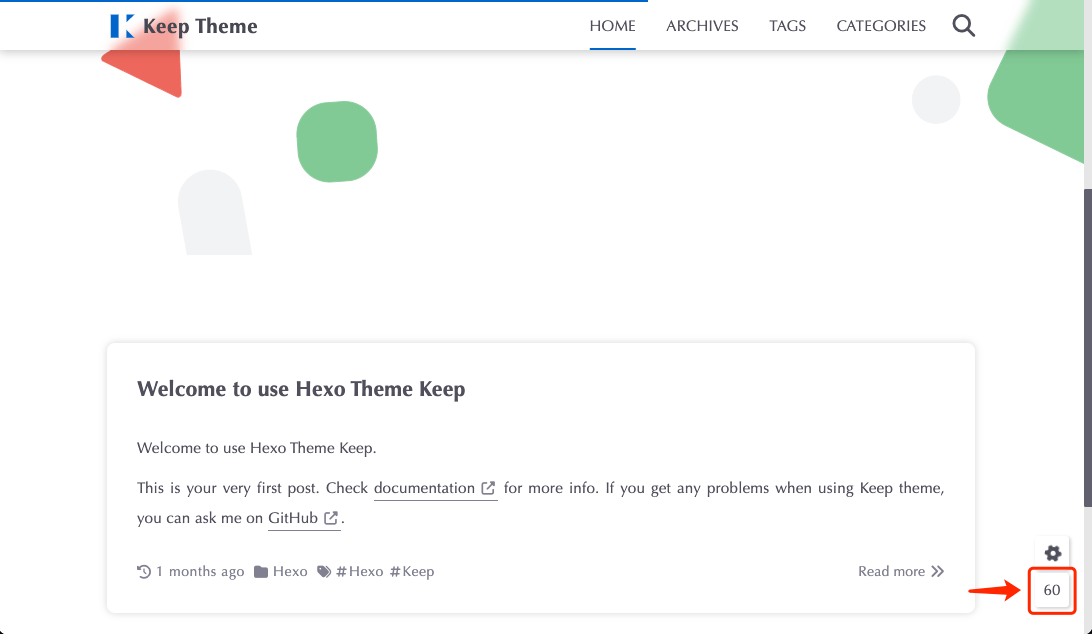 Keep Theme HOME ARCHIVES TAGS CATEGORIES
Welcome to use Hexo Theme Keep
Welcome to use Hexo Theme Keep.
This is your very first post. Check documentation for more info. If you get any problems when using Keep theme,
you can ask me on GitHub .
1 months ago Hexo #Hexo #Keep Read more
60